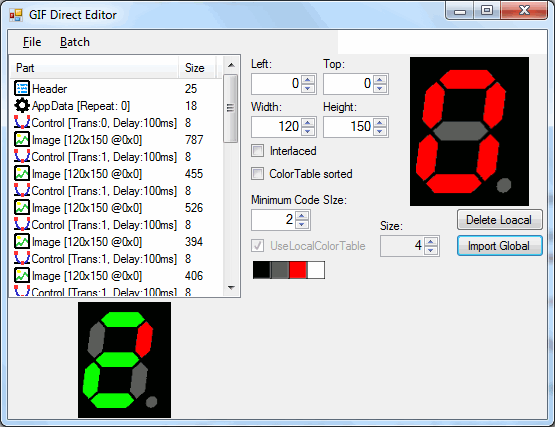 GIF Direct Editor
File Batch
Part Size
Header 25
AppData [Repeat: 0] 18
Control [Trans:0, Delay:100ms] 8
Image [120x150 @0x0] 787
Control [Trans:1, Delay:100ms] 8
Image [120x150 @0x0] 455
Control [Trans:1, Delay:100ms] 8
Image [120x150 @0x0] 526
Control [Trans:1, Delay:100ms] 8
Image [120x150 @0x0] 394
Control [Trans:1, Delay:100ms] 8
Image [120x150 @0x0] 406
Control [Trans:1, Delay:100ms] 8
Left: Top:
0 0
Width: Height:
120 150
Interlaced
ColorTable sorted
Minimum Code SIze:
2
UseLocalColorTable
Size:
4
Delete Loacal
Import Global